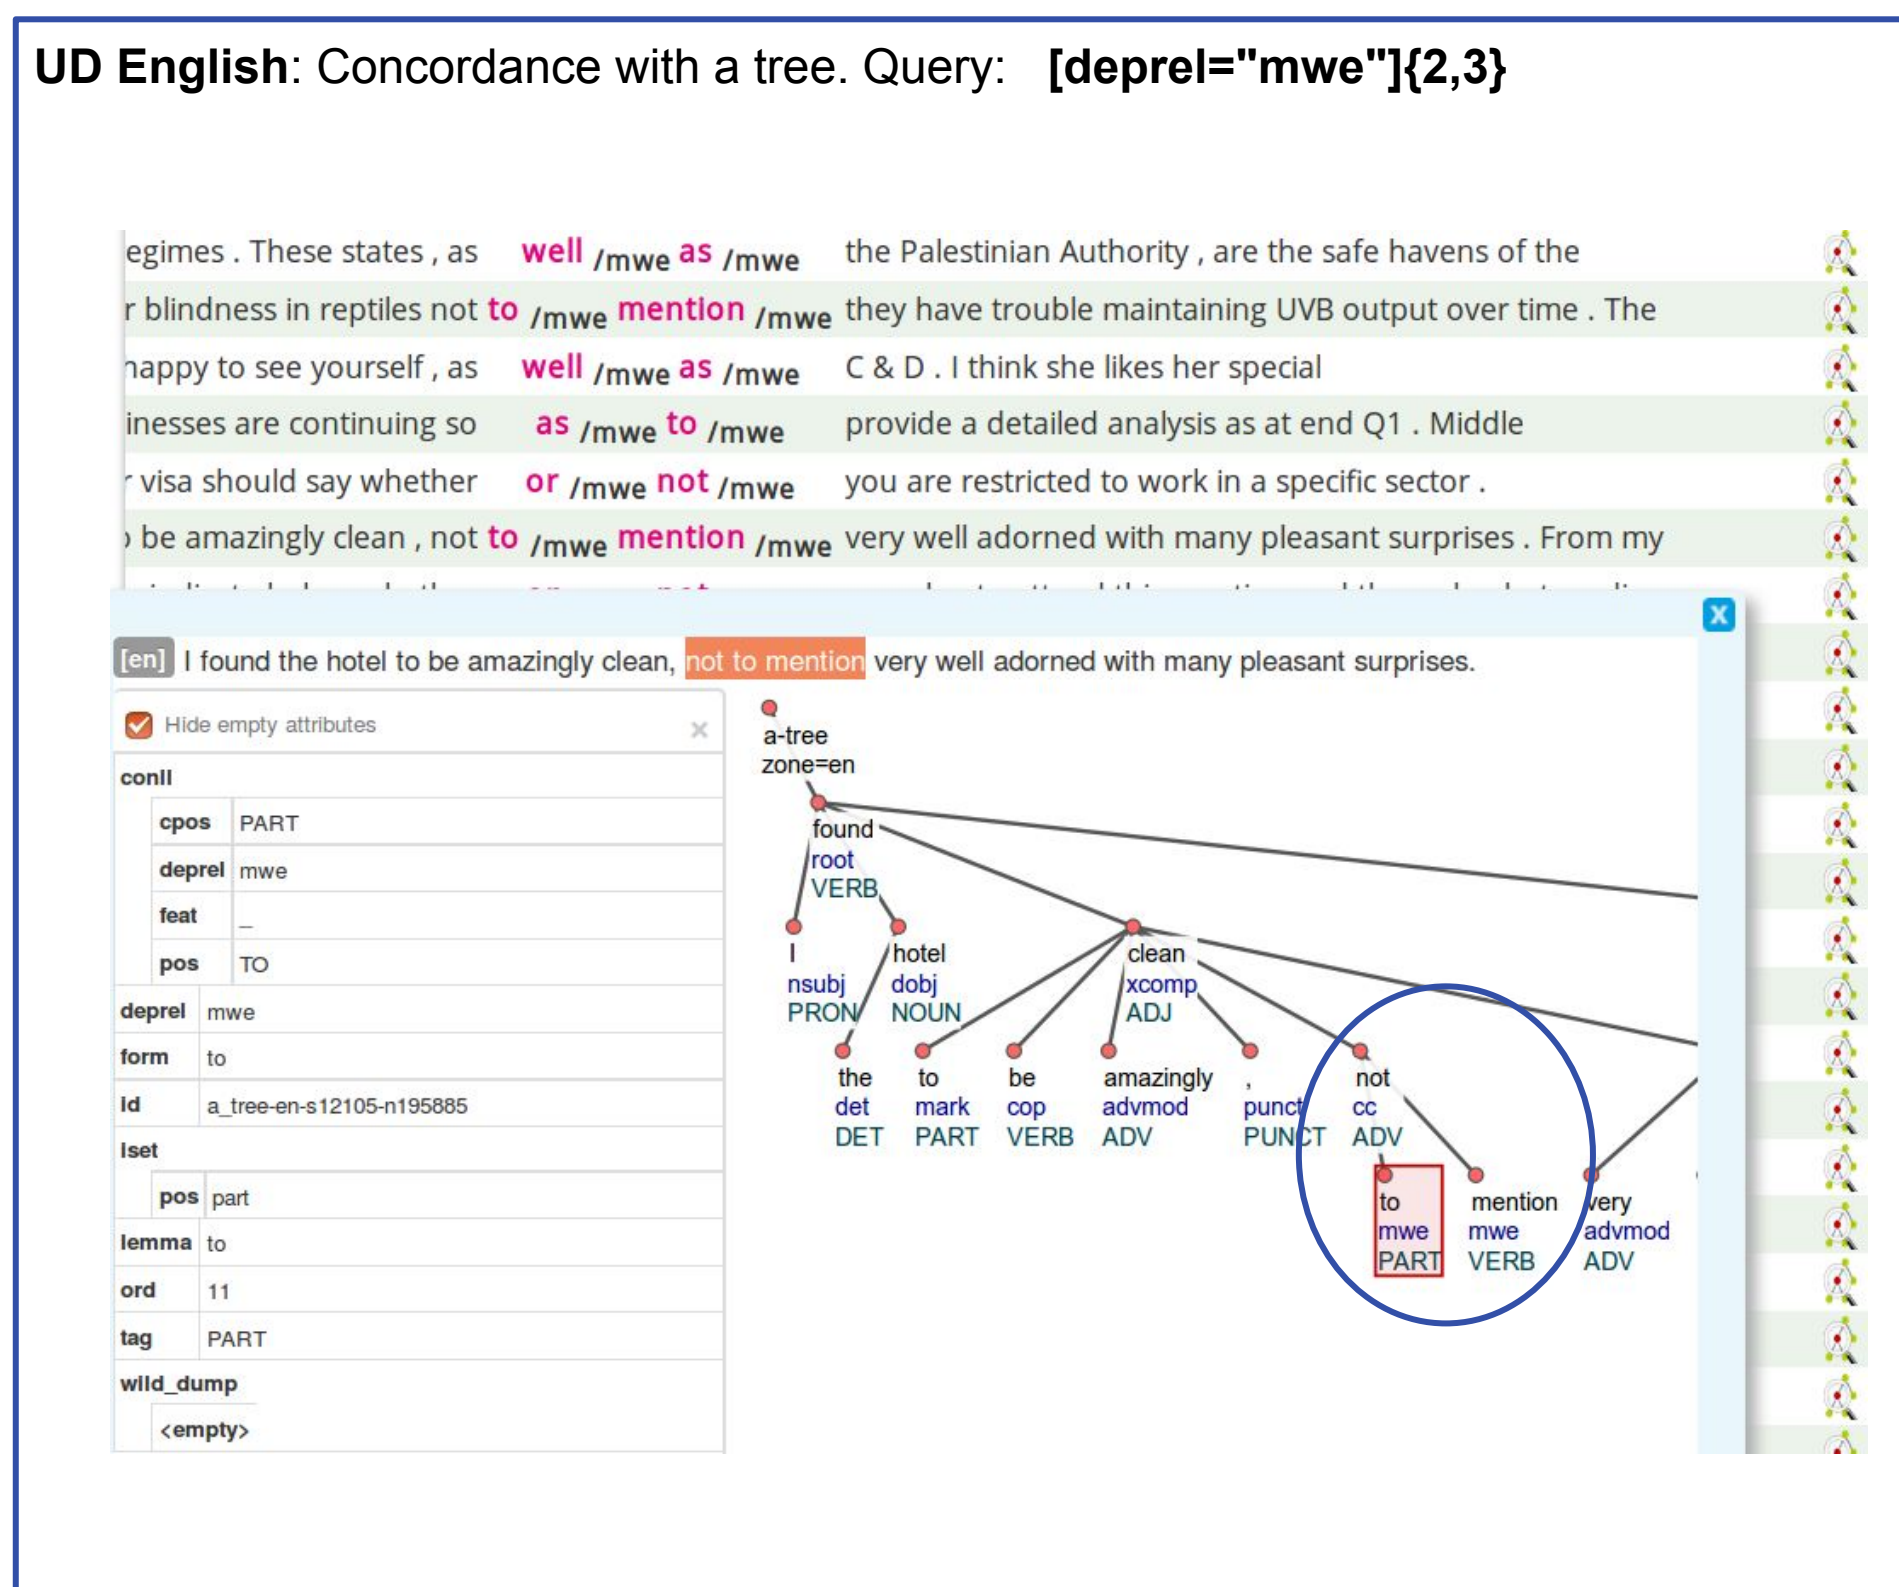 UD English: Concordance with a tree. Query: [deprel="mwe"]{2,3}
egimes . These states , as well /mwe as /mwe the Palestinian Authority , are the safe havens of the
r blindness in reptiles not to /mwe mention /mwe they have trouble maintaining UVB output over time . The
happy to see yourself , as well /mwe as /mwe C & D . I think she likes her special
inesses are continuing so as /mwe to /mwe provide a detailed analysis as at end Q1 . Middle
r visa should say whether or /mwe not /mwe you are restricted to work in a specific sector .
be amazingly clean , not to /mwe mention /mwe very well adorned with many pleasant surprises . From my
X
[en] I found the hotel to be amazingly clean, not to mention very well adorned with many pleasant surprises.
Hide empty attributes ×
conll
cpos PART
deprel mwe
feat _
pos TO
deprel mwe
form to
id a_tree-en-s12105-n195885
iset
pos part
lemma to
ord 11
tag PART
wild_dump
<empty>
a-tree
zone=en
found
root
VERB
I hotel clean
nsubj dobj xcomp
PRON NOUN ADJ
the to be amazingly , not
det mark cop advmod punct cc
DET PART VERB ADV PUNCT ADV
to mention very
mwe mwe advmod
PART VERB ADV